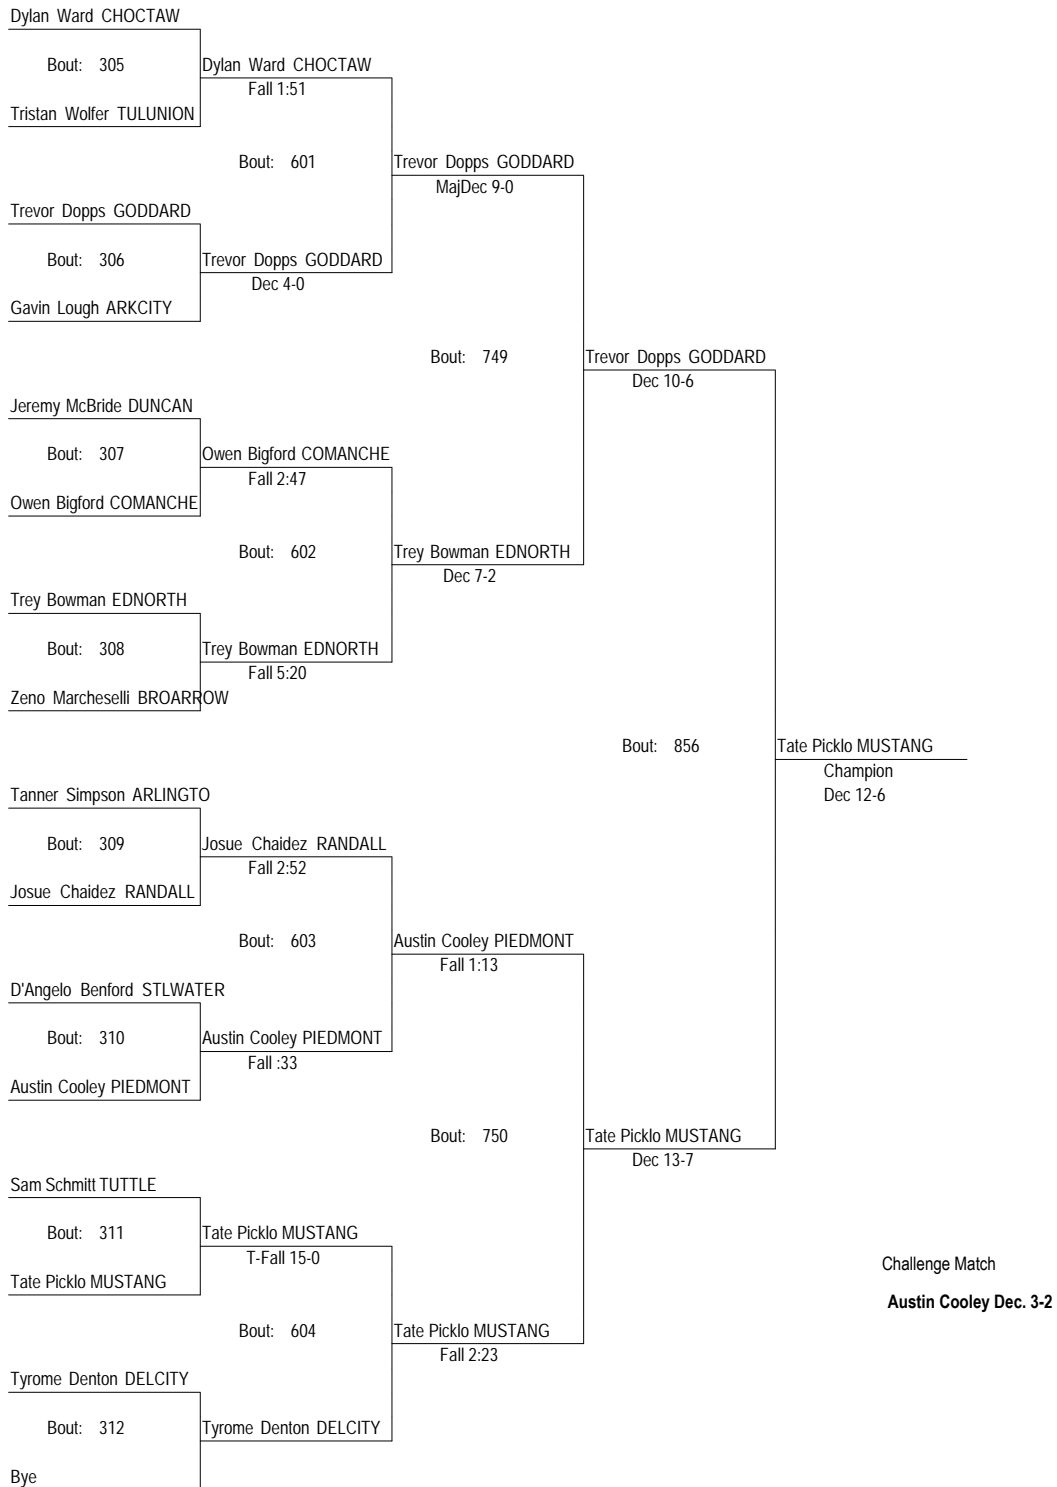 Dylan Ward CHOCTAW
Bout: 305
Dylan Ward CHOCTAW
Fall 1:51
Tristan Wolfer TULUNION
Bout: 601
Trevor Dopps GODDARD
MajDec 9-0
Trevor Dopps GODDARD
Bout: 306
Trevor Dopps GODDARD
Dec 4-0
Gavin Lough ARKCITY
Bout: 749
Trevor Dopps GODDARD
Dec 10-6
Jeremy McBride DUNCAN
Bout: 307
Owen Bigford COMANCHE
Fall 2:47
Owen Bigford COMANCHE
Bout: 602
Trey Bowman EDNORTH
Dec 7-2
Trey Bowman EDNORTH
Bout: 308
Trey Bowman EDNORTH
Fall 5:20
Zeno Marcheselli BROARROW
Bout: 856
Tate Picklo MUSTANG
Champion
Dec 12-6
Tanner Simpson ARLINGTO
Bout: 309
Josue Chaidez RANDALL
Fall 2:52
Josue Chaidez RANDALL
Bout: 603
Austin Cooley PIEDMONT
Fall 1:13
D'Angelo Benford STLWATER
Bout: 310
Austin Cooley PIEDMONT
Fall :33
Austin Cooley PIEDMONT
Bout: 750
Tate Picklo MUSTANG
Dec 13-7
Sam Schmitt TUTTLE
Bout: 311
Tate Picklo MUSTANG
T-Fall 15-0
Tate Picklo MUSTANG
Challenge Match
Austin Cooley Dec. 3-2
Bout: 604
Tate Picklo MUSTANG
Fall 2:23
Tyrome Denton DELCITY
Bout: 312
Tyrome Denton DELCITY
Bye